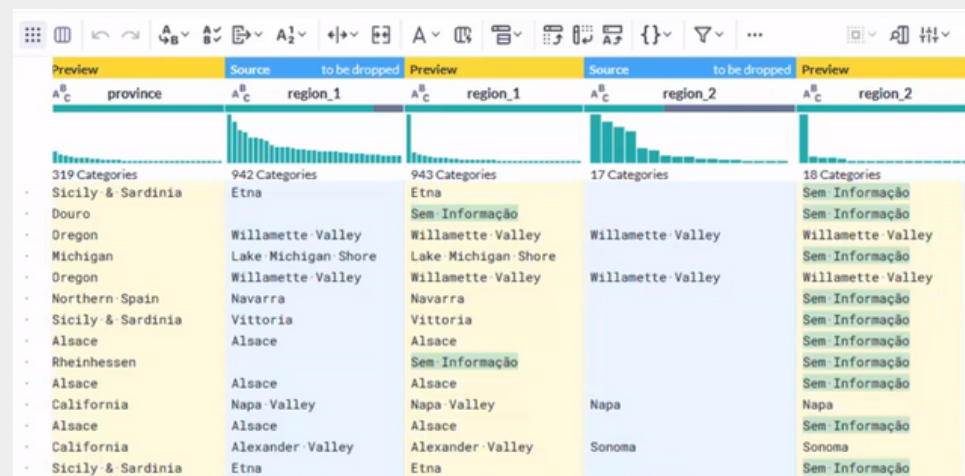 Preview Source to be dropped Preview Source to be dropped Preview
province region_1 region_1 region_2 region_2
319 Categories 942 Categories 943 Categories 17 Categories 18 Categories
Sicily·&·Sardinia Etna Etna Sem·Informação
Douro Sem·Informação Sem·Informação
Oregon Willamette·Valley Willamette·Valley Willamette·Valley Willamette·Valley
Michigan Lake·Michigan·Shore Lake·Michigan·Shore Sem·Informação
Oregon Willamette·Valley Willamette·Valley Willamette·Valley Willamette·Valley
Northern·Spain Navarra Navarra Sem·Informação
Sicily·&·Sardinia Vittoria Vittoria Sem·Informação
Alsace Alsace Alsace Sem·Informação
Rheinhessen Sem·Informação Sem·Informação
Alsace Alsace Alsace Sem·Informação
California Napa·Valley Napa·Valley Napa Napa
Alsace Alsace Alsace Sem·Informação
California Alexander·Valley Alexander·Valley Sonoma Sonoma
Sicily·&·Sardinia Etna Etna Sem·Informação